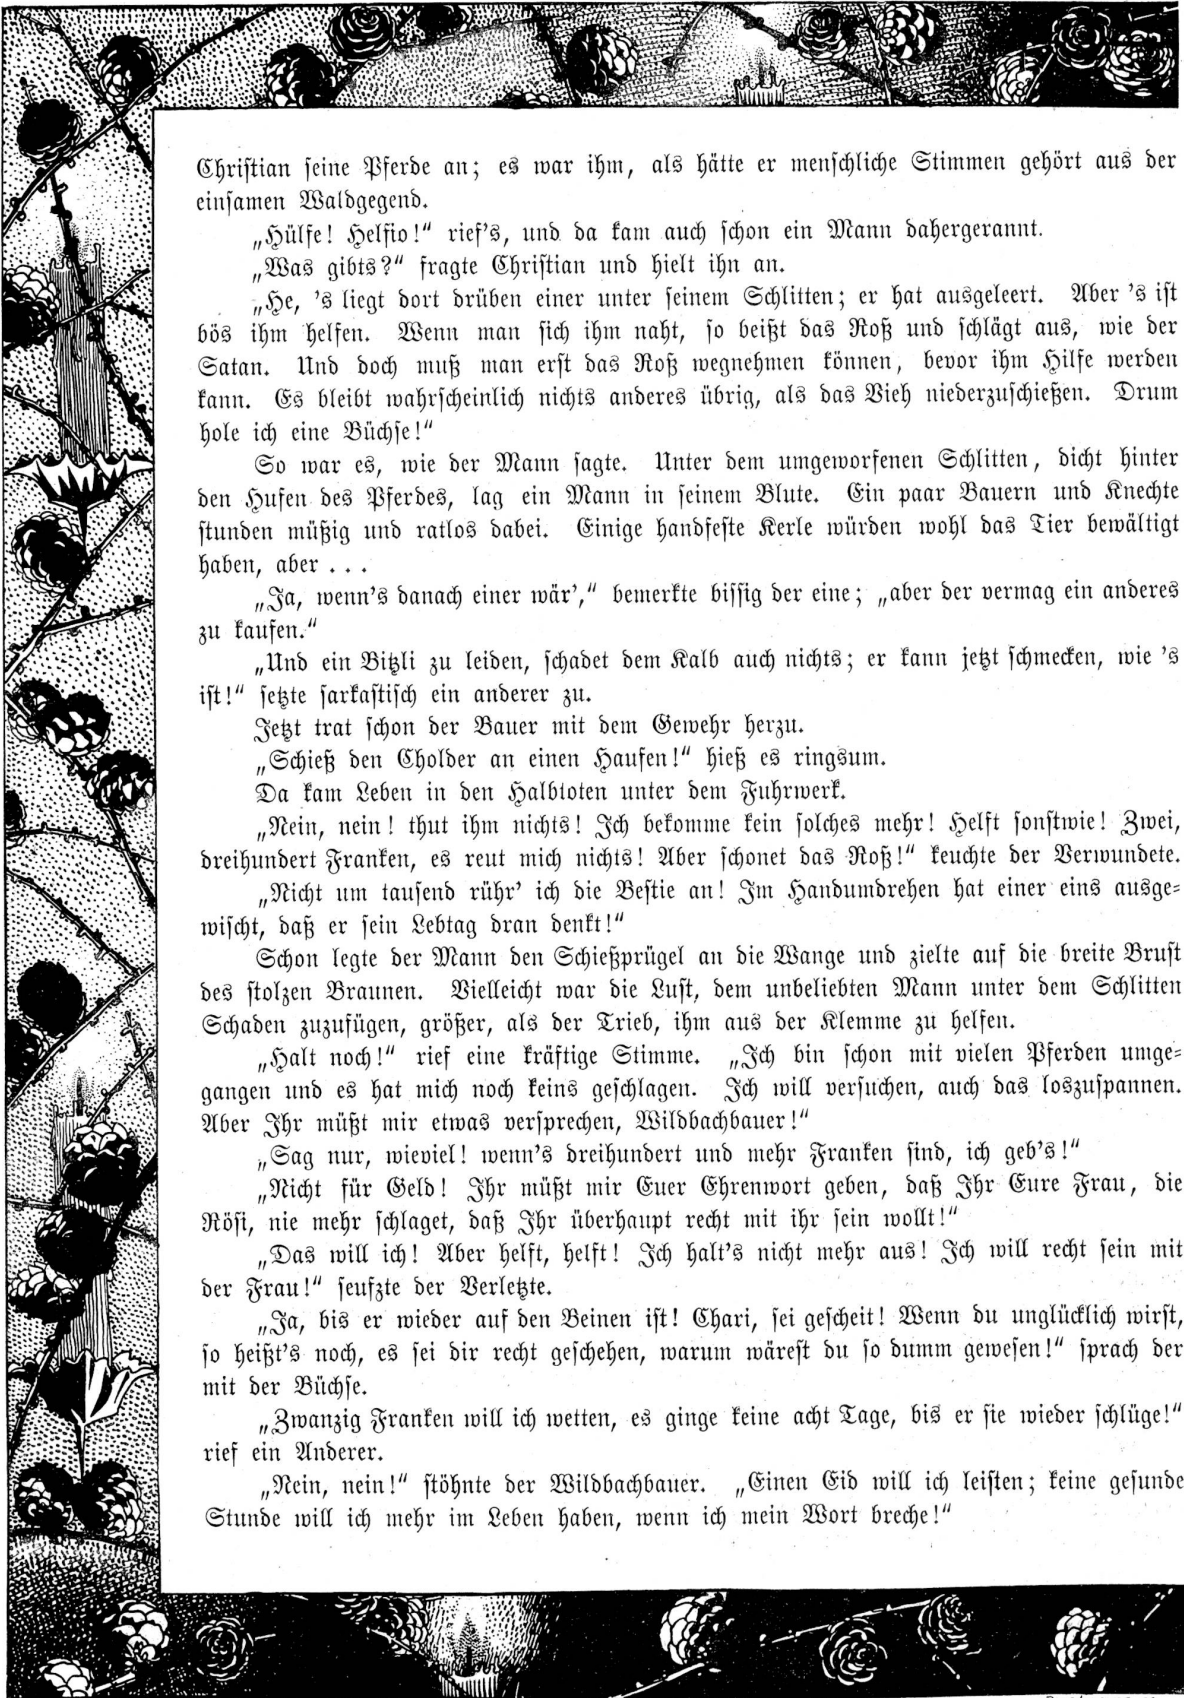 Christian seine Pferde an; es war ihm, als hätte er menschliche Stimmen gehört aus der
einsamen Waldgegend.
„Hülfe! Helfio!“ rief's, und da kam auch schon ein Mann dahergerannt.
„Was gibts?“ fragte Christian und hielt ihn an.
„He, 's liegt dort drüben einer unter seinem Schlitten; er hat ausgeleert. Aber 's ist
bös ihm helfen. Wenn man sich ihm naht, so beißt das Roß und schlägt aus, wie der
Satan. Und doch muß man erst das Roß wegnehmen können, bevor ihm Hilfe werden
kann. Es bleibt wahrscheinlich nichts anderes übrig, als das Vieh niederzuschießen. Drum
hole ich eine Büchse!“
So war es, wie der Mann sagte. Unter dem umgeworfenen Schlitten, dicht hinter
den Hufen des Pferdes, lag ein Mann in seinem Blute. Ein paar Bauern und Knechte
stunden müßig und ratlos dabei. Einige handfeste Kerle würden wohl das Tier bewältigt
haben, aber . . .
„Ja, wenn's danach einer wär',“ bemerkte bissig der eine; „aber der vermag ein anderes
zu kaufen.“
„Und ein Bitzli zu leiden, schadet dem Kalb auch nichts; er kann jetzt schmecken, wie 's
ist!“ setzte sarkastisch ein anderer zu.
Jetzt trat schon der Bauer mit dem Gewehr herzu.
„Schieß den Cholder an einen Haufen!“ hieß es ringsum.
Da kam Leben in den Halbtoten unter dem Fuhrwerk.
„Nein, nein! thut ihm nichts! Ich bekomme kein solches mehr! Helft sonstwie! Zwei,
dreihundert Franken, es reut mich nichts! Aber schonet das Roß!“ keuchte der Verwundete.
„Nicht um tausend rühr' ich die Bestie an! Im Handumdrehen hat einer eins ausge-
wischt, daß er sein Lebtag dran denkt!“
Schon legte der Mann den Schießprügel an die Wange und zielte auf die breite Brust
des stolzen Braunen. Vielleicht war die Lust, dem unbeliebten Mann unter dem Schlitten
Schaden zuzufügen, größer, als der Trieb, ihm aus der Klemme zu helfen.
„Halt noch!“ rief eine kräftige Stimme. „Ich bin schon mit vielen Pferden umge-
gangen und es hat mich noch keins geschlagen. Ich will versuchen, auch das loszuspannen.
Aber Ihr müßt mir etwas versprechen, Wildbachbauer!“
„Sag nur, wieviel! wenn's dreihundert und mehr Franken sind, ich geb's!“
„Nicht für Geld! Ihr müßt mir Euer Ehrenwort geben, daß Ihr Eure Frau, die
Rösi, nie mehr schlaget, daß Ihr überhaupt recht mit ihr sein wollt!“
„Das will ich! Aber helft, helft! Ich halt's nicht mehr aus! Ich will recht sein mit
der Frau!“ seufzte der Verletzte.
„Ja, bis er wieder auf den Beinen ist! Chari, sei gescheit! Wenn du unglücklich wirst,
so heißt's noch, es sei dir recht geschehen, warum wärest du so dumm gewesen!“ sprach der
mit der Büchse.
„Zwanzig Franken will ich wetten, es ginge keine acht Tage, bis er sie wieder schlüge!“
rief ein Anderer.
„Nein, nein!“ stöhnte der Wildbachbauer. „Einen Eid will ich leisten; keine gesunde
Stunde will ich mehr im Leben haben, wenn ich mein Wort breche!“